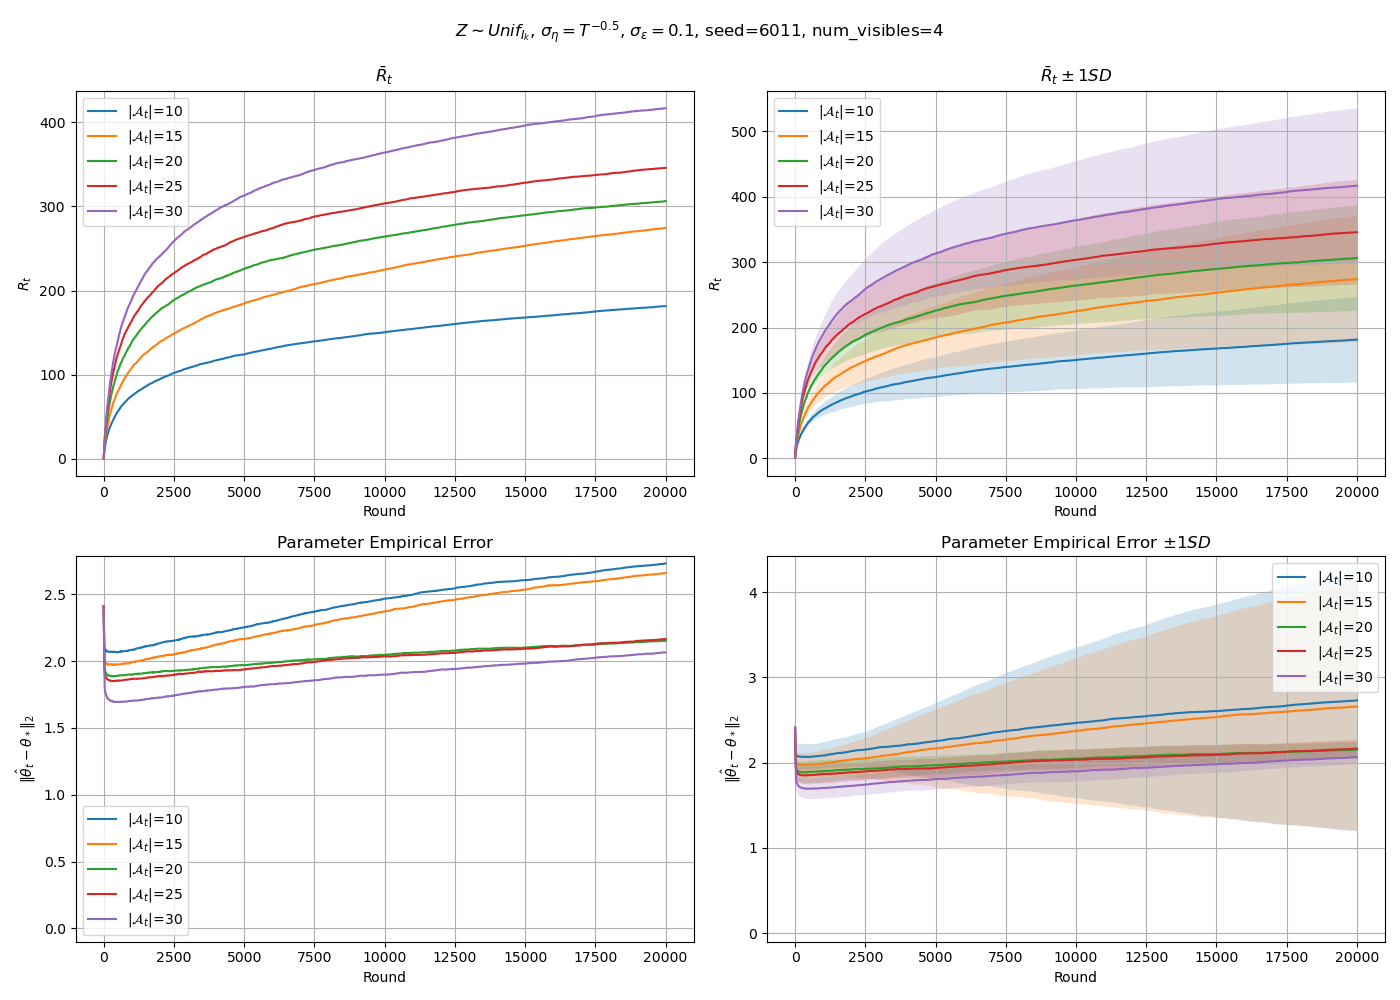 Z ∼ Unif_{I_k}, σ_η = T^{−0.5}, σ_ε = 0.1, seed=6011, num_visibles=4
R̄_t
R_t
400
300
200
100
0
|𝒜_t|=10
|𝒜_t|=15
|𝒜_t|=20
|𝒜_t|=25
|𝒜_t|=30
0 2500 5000 7500 10000 12500 15000 17500 20000
Round
R̄_t ± 1SD
R_t
500
400
300
200
100
0
|𝒜_t|=10
|𝒜_t|=15
|𝒜_t|=20
|𝒜_t|=25
|𝒜_t|=30
0 2500 5000 7500 10000 12500 15000 17500 20000
Round
Parameter Empirical Error
‖θ̂_t − θ_*‖_2
2.5
2.0
1.5
1.0
0.5
0.0
|𝒜_t|=10
|𝒜_t|=15
|𝒜_t|=20
|𝒜_t|=25
|𝒜_t|=30
0 2500 5000 7500 10000 12500 15000 17500 20000
Round
Parameter Empirical Error ±1SD
‖θ̂_t − θ_*‖_2
4
3
2
1
0
|𝒜_t|=10
|𝒜_t|=15
|𝒜_t|=20
|𝒜_t|=25
|𝒜_t|=30
0 2500 5000 7500 10000 12500 15000 17500 20000
Round